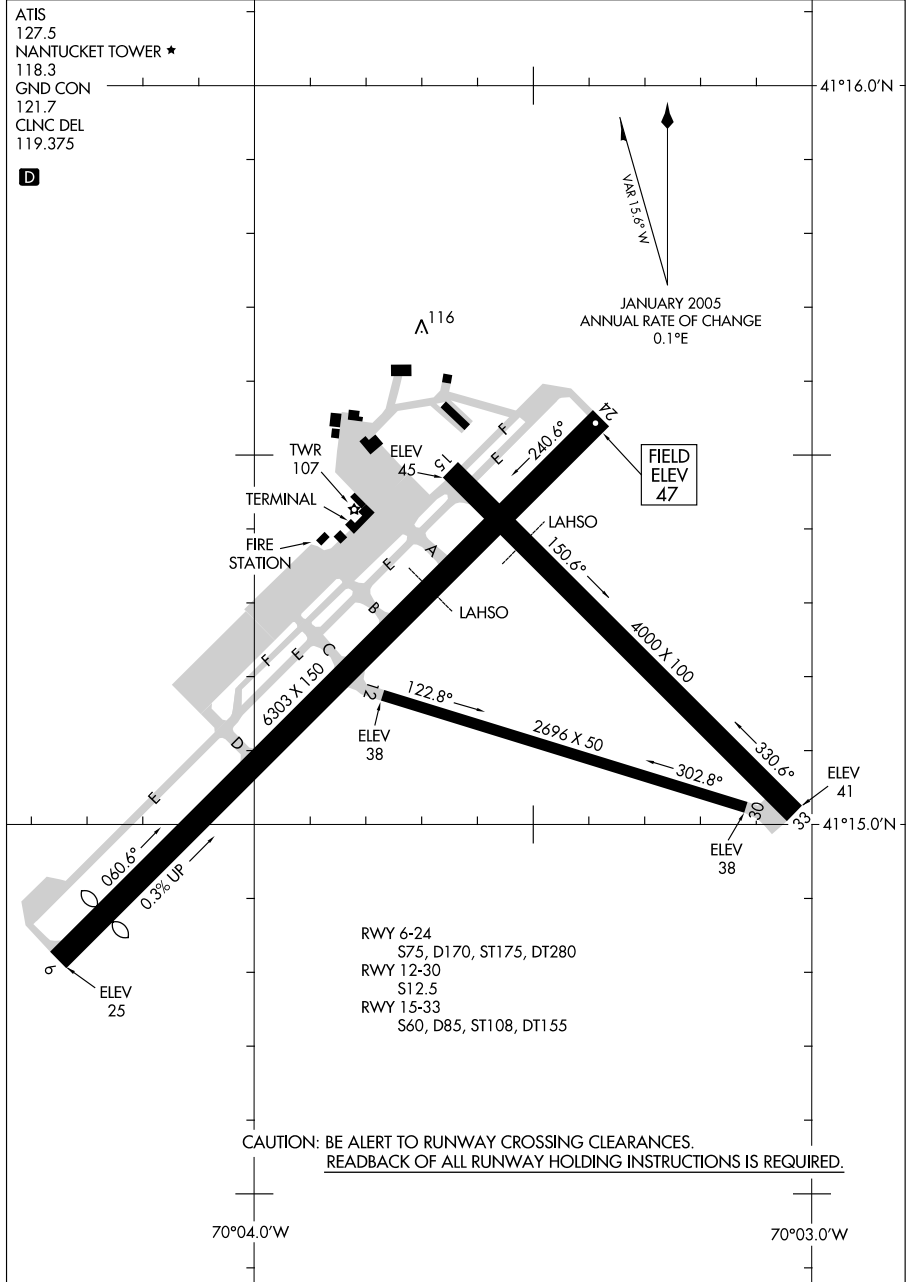 ATIS
127.5
NANTUCKET TOWER ★
118.3
GND CON
121.7
CLNC DEL
119.375
D
41°16.0'N
VAR 15.6° W
JANUARY 2005
ANNUAL RATE OF CHANGE
0.1°E
116
24
FIELD
ELEV
47
240.6°
F
E
TWR
107
ELEV
45
15
TERMINAL
FIRE
STATION
LAHSO
150.6°
A
E
B
LAHSO
C
F
E
4000 X 100
6303 X 150
12
122.8°
ELEV
38
2696 X 50
302.8°
330.6°
D
E
ELEV
41
30
33
41°15.0'N
ELEV
38
060.6°
0.3% UP
6
ELEV
25
RWY 6-24
S75, D170, ST175, DT280
RWY 12-30
S12.5
RWY 15-33
S60, D85, ST108, DT155
CAUTION: BE ALERT TO RUNWAY CROSSING CLEARANCES.
READBACK OF ALL RUNWAY HOLDING INSTRUCTIONS IS REQUIRED.
70°04.0'W
70°03.0'W